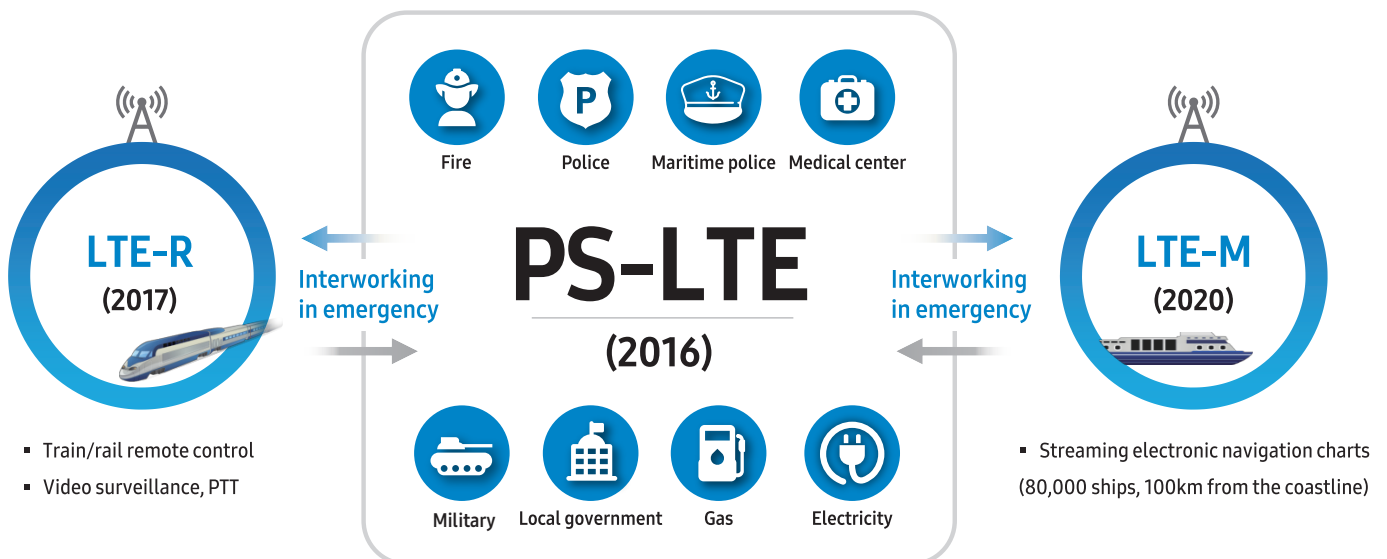 Fire
Police
Maritime police
Medical center
P
LTE-R
(2017)
Interworking
in emergency
PS-LTE
(2016)
Interworking
in emergency
LTE-M
(2020)
▪ Train/rail remote control
▪ Video surveillance, PTT
▪ Streaming electronic navigation charts
(80,000 ships, 100km from the coastline)
Military
Local government
Gas
Electricity